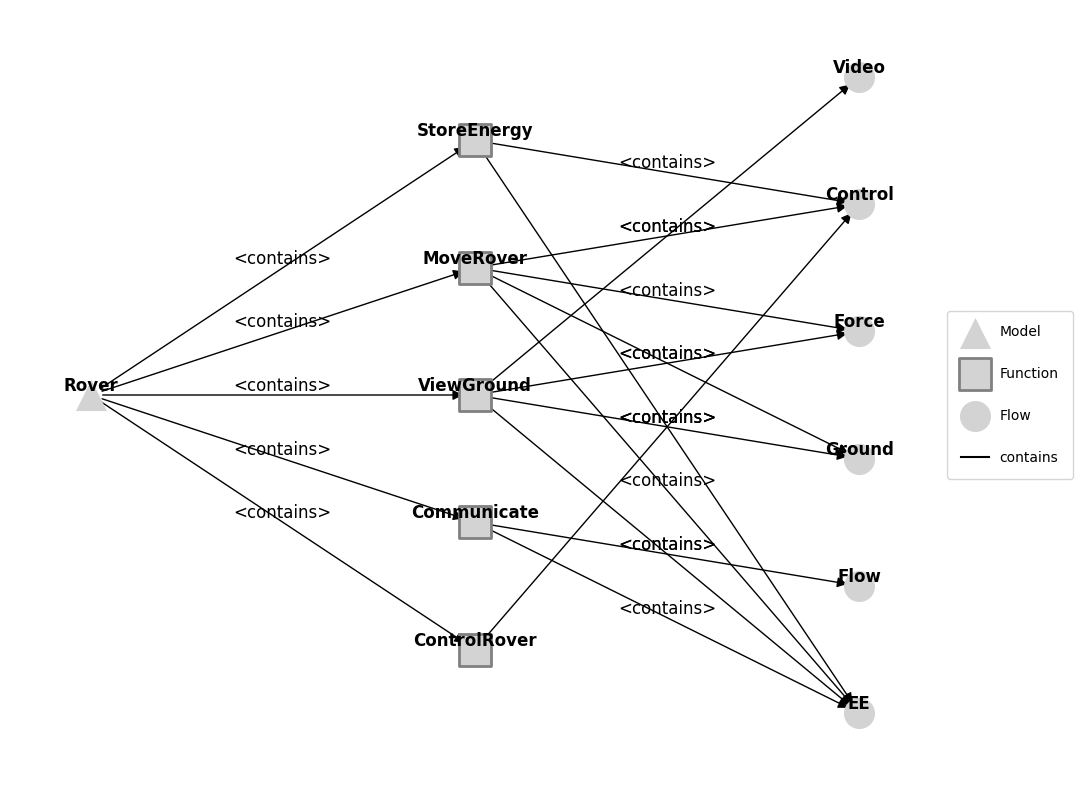 Video
StoreEnergy
<contains>
Control
<contains>
MoveRover
<contains>
<contains>
<contains>
Force
Model
<contains>
Rover
<contains>
ViewGround
Function
<contains>
Flow
<contains>
Ground
contains
<contains>
<contains>
Communicate
<contains>
Flow
<contains>
ControlRover
EE